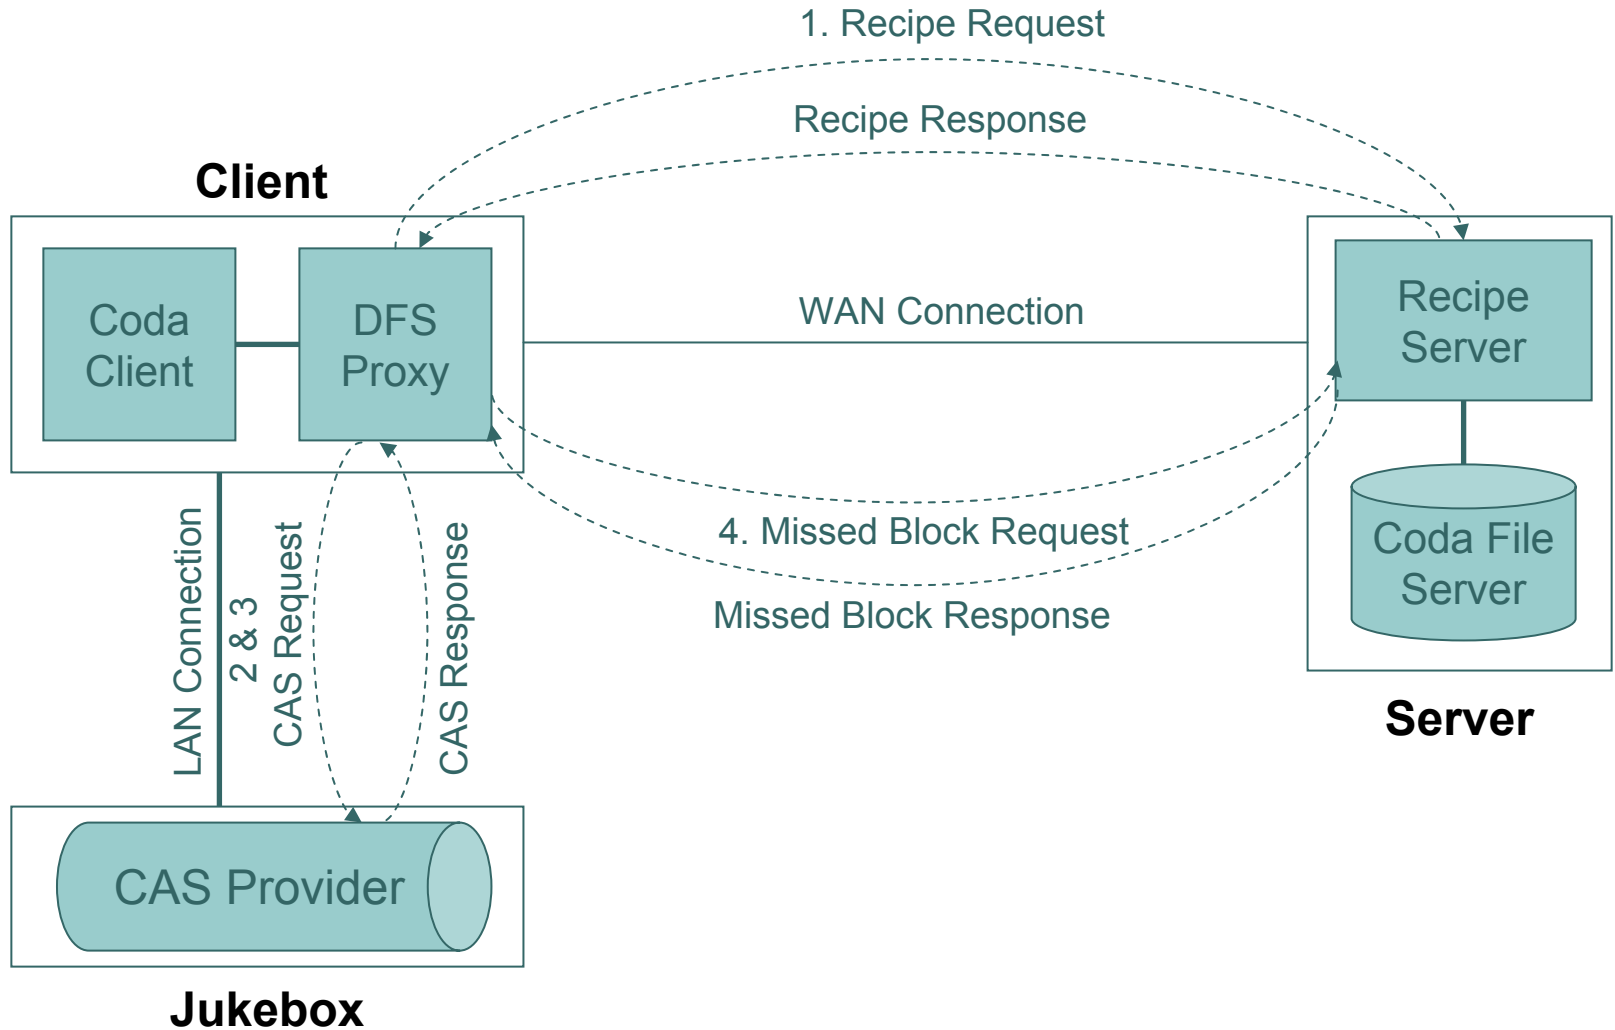 1. Recipe Request
Recipe Response
Client
Coda
Client
DFS
Proxy
WAN Connection
Recipe
Server
4. Missed Block Request
Missed Block Response
Coda File
Server
Server
LAN Connection
2 & 3
CAS Request
CAS Response
CAS Provider
Jukebox